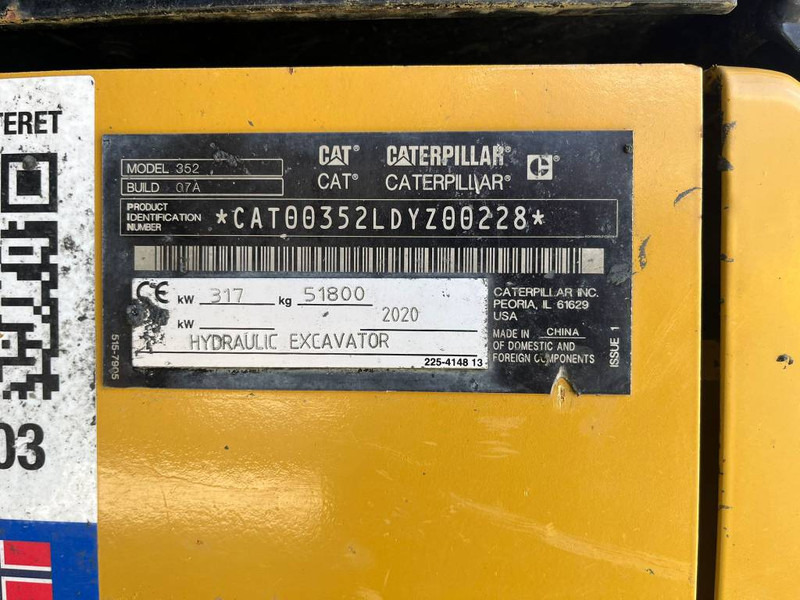 TERET
03
CAT® CATERPILLAR®
CAT® CATERPILLAR®
MODEL 352
BUILD 07A
PRODUCT IDENTIFICATION NUMBER
*CAT00352LDYZ00228*
CE kW 317 kg 51800
kW 2020
HYDRAULIC EXCAVATOR
225-4148 13
CATERPILLAR INC.
PEORIA, IL 61629
USA
MADE IN CHINA
OF DOMESTIC AND
FOREIGN COMPONENTS
ISSUE 1
515-7905